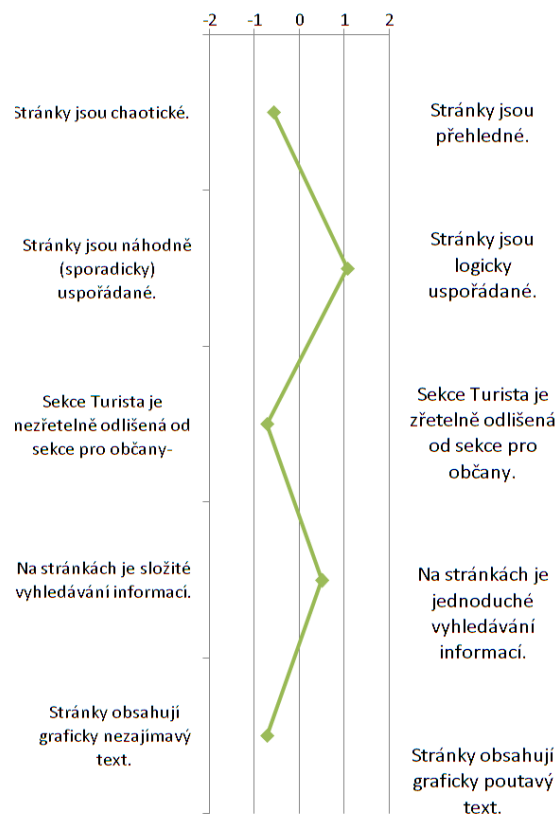 -2 -1 0 1 2
Stránky jsou chaotické.
Stránky jsou
přehledné.
Stránky jsou náhodně
(sporadicky)
uspořádané.
Stránky jsou
logicky
uspořádané.
Sekce Turista je
nezřetelně odlišená od
sekce pro občany-
Sekce Turista je
zřetelně odlišená
od sekce pro
občany.
Na stránkách je složité
vyhledávání informací.
Na stránkách je
jednoduché
vyhledávání
informací.
Stránky obsahují
graficky nezajímavý
text.
Stránky obsahují
graficky poutavý
text.